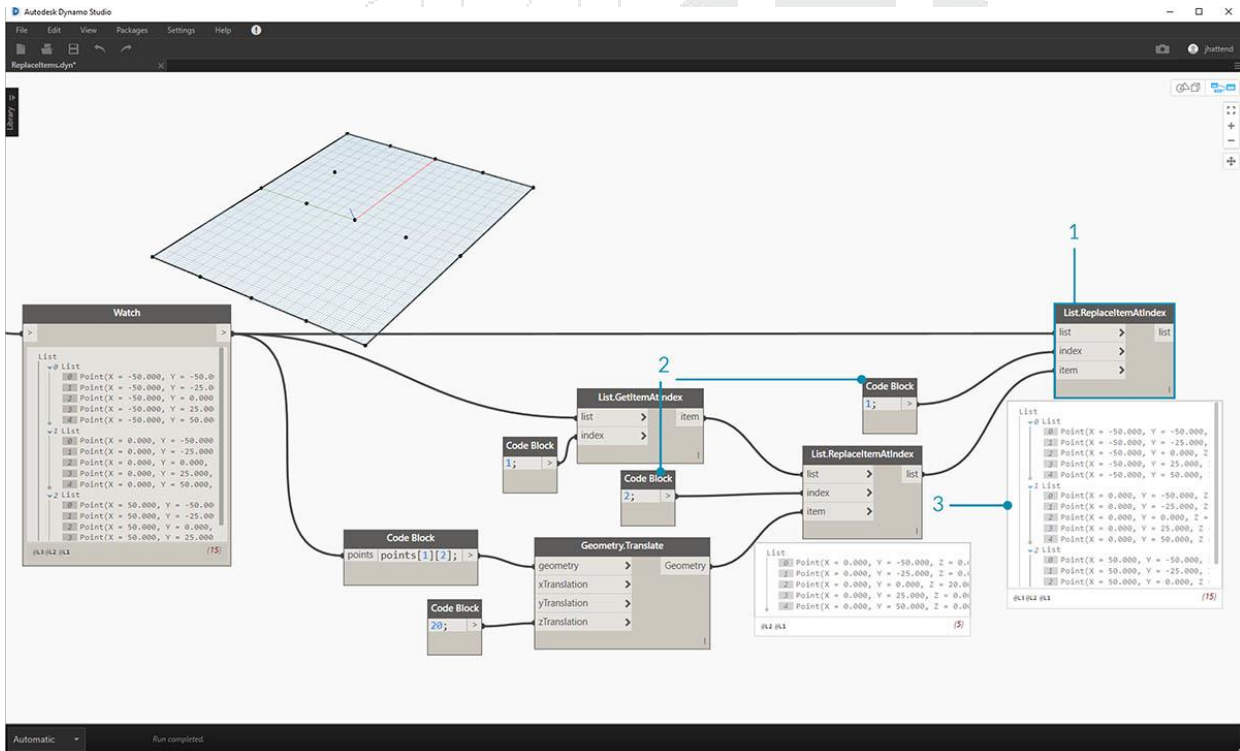 Autodesk Dynamo Studio
File Edit View Packages Settings Help
jhattend
ReplaceItems.dyn*
Library
1
Watch
> >
List
0 List
0 Point(X = -50.000, Y = -50.0
1 Point(X = -50.000, Y = -25.0
2 Point(X = -50.000, Y = 0.000
3 Point(X = -50.000, Y = 25.00
4 Point(X = -50.000, Y = 50.00
1 List
0 Point(X = 0.000, Y = -50.000
1 Point(X = 0.000, Y = -25.000
2 Point(X = 0.000, Y = 0.000,
3 Point(X = 0.000, Y = 25.000,
4 Point(X = 0.000, Y = 50.000,
2 List
0 Point(X = 50.000, Y = -50.00
1 Point(X = 50.000, Y = -25.00
2 Point(X = 50.000, Y = 0.000,
3 Point(X = 50.000, Y = 25.000
@L3 @L2 @L1 {15}
2
List.GetItemAtIndex
list > item
index >
Code Block
1; >
Code Block
2; >
Code Block
1; >
List.ReplaceItemAtIndex
list > list
index >
item >
List.ReplaceItemAtIndex
list > list
index >
item >
Code Block
points points[1][2]; >
Code Block
20; >
Geometry.Translate
geometry > Geometry
xTranslation >
yTranslation >
zTranslation >
List
0 Point(X = 0.000, Y = -50.000, Z = 0.0
1 Point(X = 0.000, Y = -25.000, Z = 0.0
2 Point(X = 0.000, Y = 0.000, Z = 20.00
3 Point(X = 0.000, Y = 25.000, Z = 0.00
4 Point(X = 0.000, Y = 50.000, Z = 0.00
@L2 @L1 {5}
3
List
0 List
0 Point(X = -50.000, Y = -50.000,
1 Point(X = -50.000, Y = -25.000,
2 Point(X = -50.000, Y = 0.000, Z
3 Point(X = -50.000, Y = 25.000,
4 Point(X = -50.000, Y = 50.000,
1 List
0 Point(X = 0.000, Y = -50.000, Z
1 Point(X = 0.000, Y = -25.000, Z
2 Point(X = 0.000, Y = 0.000, Z =
3 Point(X = 0.000, Y = 25.000, Z
4 Point(X = 0.000, Y = 50.000, Z
2 List
0 Point(X = 50.000, Y = -50.000,
1 Point(X = 50.000, Y = -25.000,
2 Point(X = 50.000, Y = 0.000, Z
@L3 @L2 @L1 {15}
Automatic Run completed.